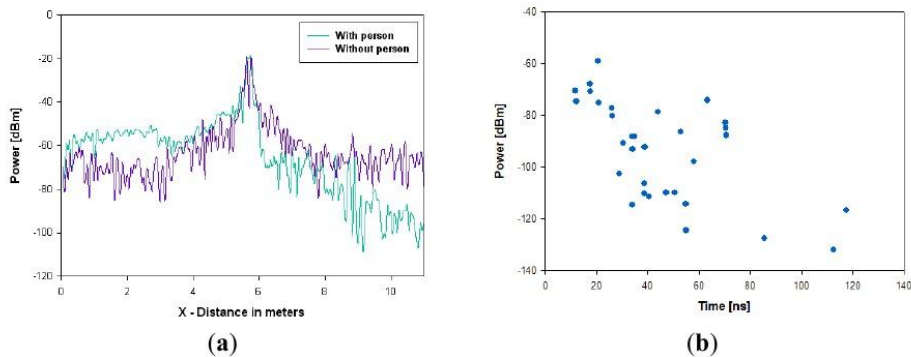 0
-20
-40
-60
-80
-100
-120
Power [dBm]
With person
Without person
0 2 4 6 8 10
X - Distance in meters
(a)
-40
-60
-80
-100
-120
-140
Power [dBm]
0 20 40 60 80 100 120 140
Time [ns]
(b)